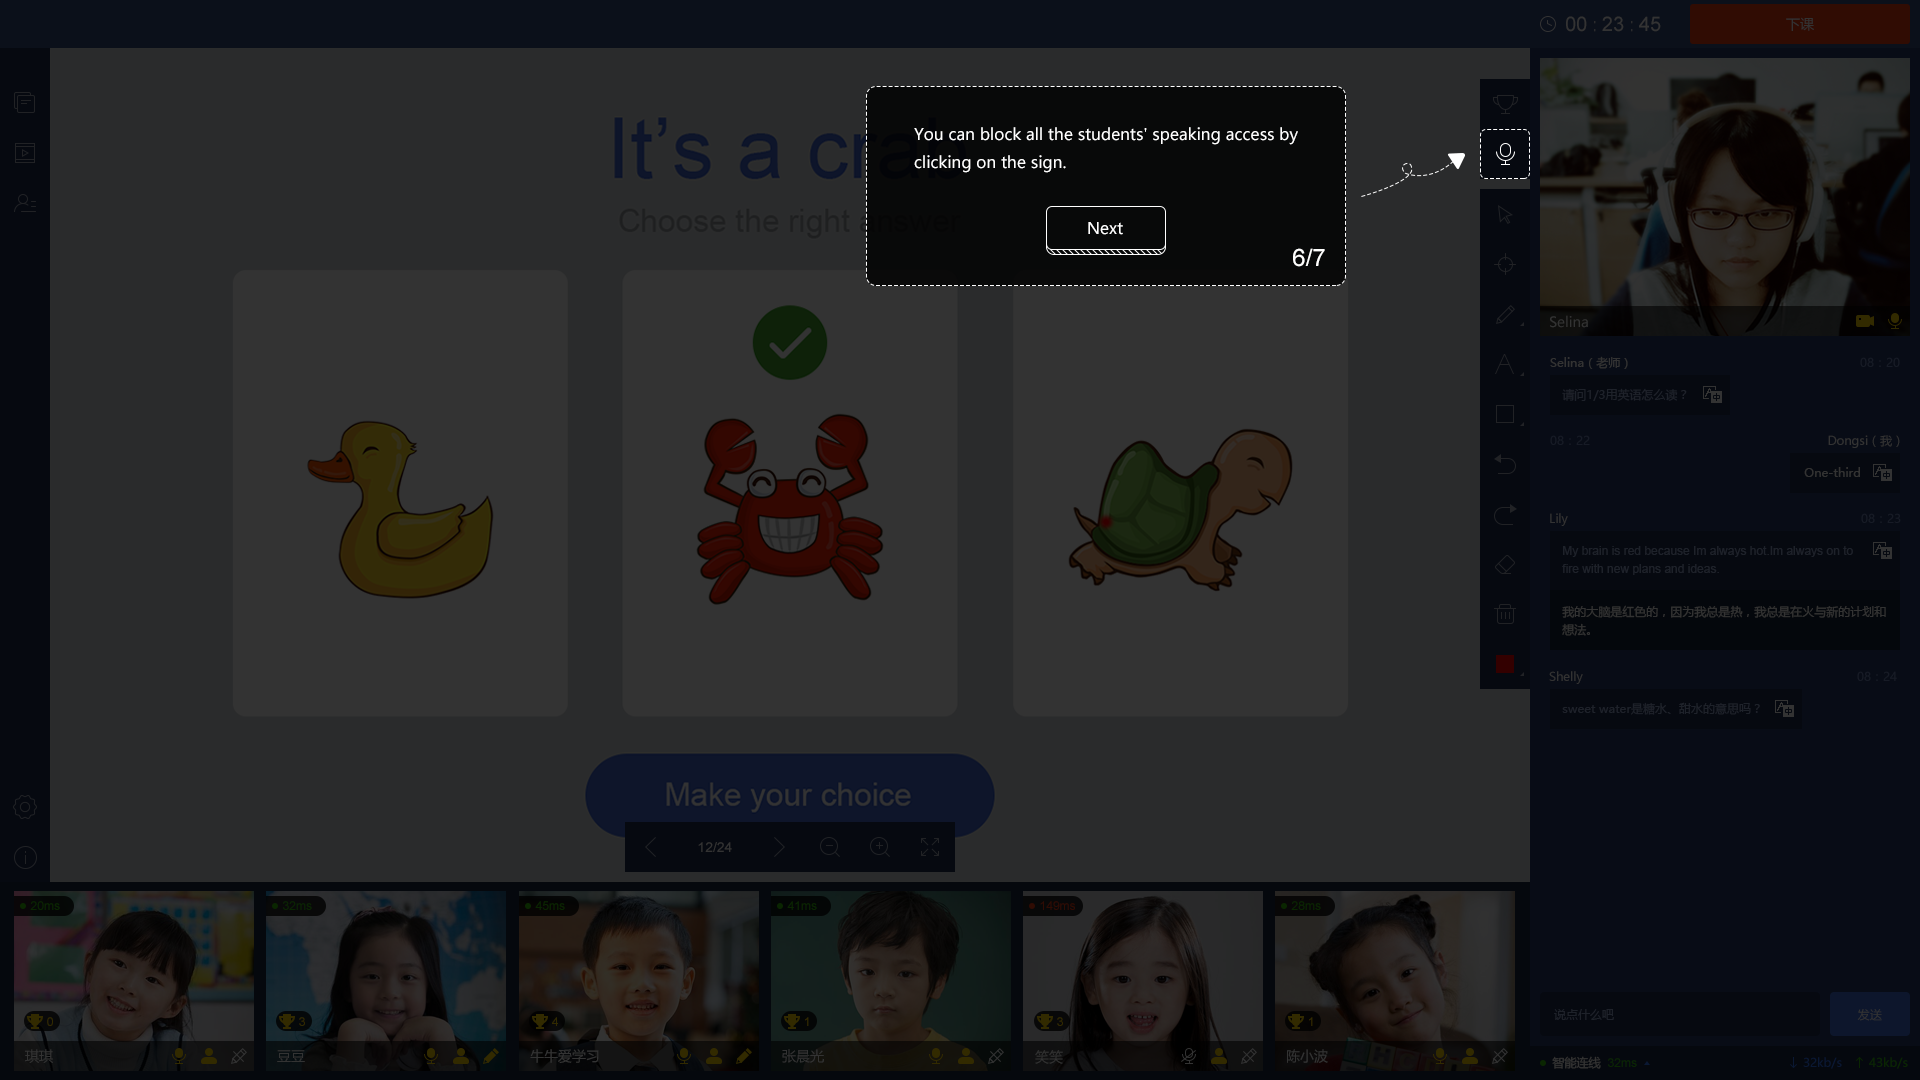 00 : 23 : 45
下课
It’s a crab
Choose the right answer
You can block all the students' speaking access by
clicking on the sign.
Next
6/7
Make your choice
12/24
Selina
Selina ( 老师 )
08 : 20
请问1/3用英语怎么读？
08 : 22
Dongsi ( 我 )
One-third
Lily
08 : 23
My brain is red because Im always hot.Im always on to
fire with new plans and ideas.
我的大脑是红色的，因为我总是热，我总是在火与新的计划和
想法。
Shelly
08 : 24
sweet water是糖水、甜水的意思吗？
说点什么吧
发送
智能连线 32ms
32kb/s
43kb/s
20ms
0
琪琪
32ms
3
豆豆
45ms
4
牛牛爱学习
41ms
1
张晨光
149ms
3
笑笑
28ms
1
陈小波